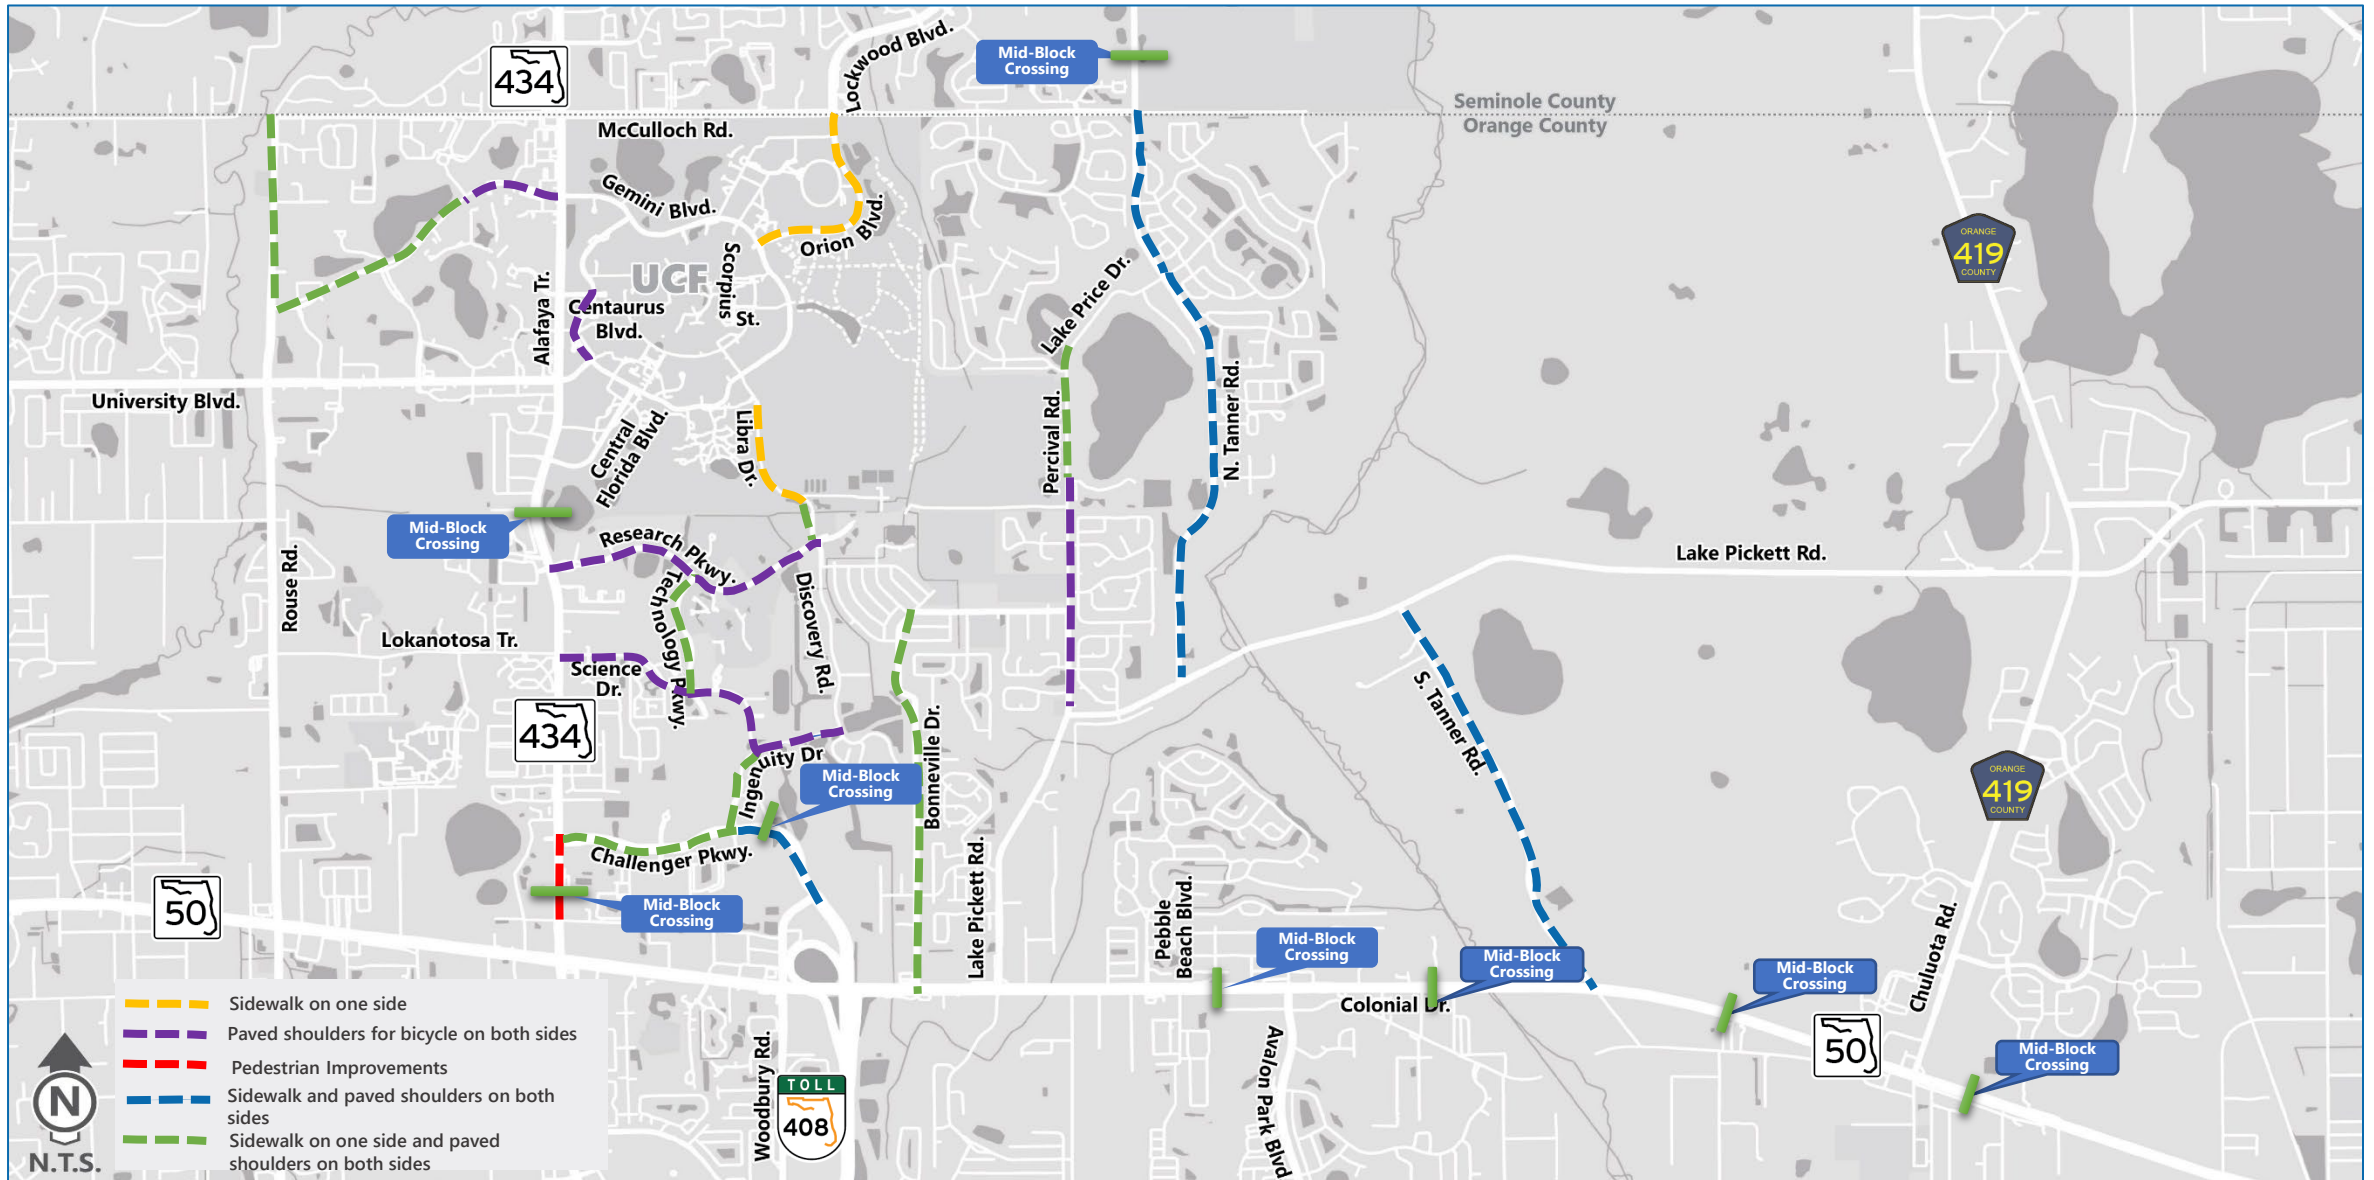 Lockwood Blvd.
Mid-Block
Crossing
434
Seminole County
Orange County
McCulloch Rd.
Gemini Blvd.
Orion Blvd.
Scorpius
St.
UCF
ORANGE
419
COUNTY
Alafaya Tr.
Centaurus
Blvd.
Lake Price Dr.
University Blvd.
Central
Florida Blvd.
Libra Dr.
Percival Rd.
N. Tanner Rd.
Mid-Block
Crossing
Research Pkwy.
Rouse Rd.
Technology Pkwy.
Discovery Rd.
Lake Pickett Rd.
Lokanotosa Tr.
Science
Dr.
434
S. Tanner Rd.
Bonneville Dr.
Ingenuity Dr
Mid-Block
Crossing
ORANGE
419
COUNTY
Challenger Pkwy.
Lake Pickett Rd.
50
Mid-Block
Crossing
Pebble
Beach Blvd.
Mid-Block
Crossing
Mid-Block
Crossing
Mid-Block
Crossing
Chuluota Rd.
Colonial Dr.
50
Mid-Block
Crossing
Woodbury Rd.
TOLL
408
Avalon Park Blvd
Sidewalk on one side
Paved shoulders for bicycle on both sides
Pedestrian Improvements
Sidewalk and paved shoulders on both
sides
Sidewalk on one side and paved
shoulders on both sides
N
N.T.S.